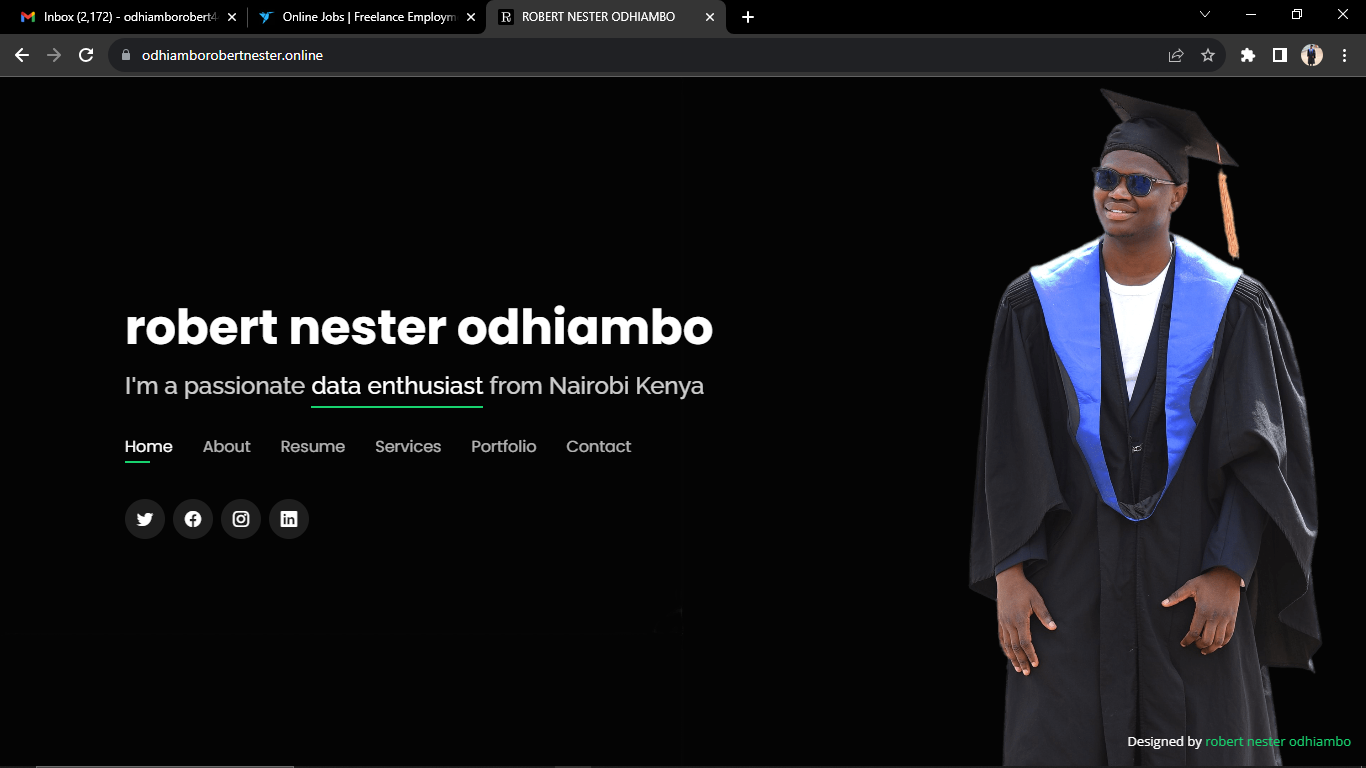 Inbox (2,172) - odhiamborobert4
Online Jobs | Freelance Employm
R ROBERT NESTER ODHIAMBO
odhiamborobertnester.online
robert nester odhiambo
I'm a passionate data enthusiast from Nairobi Kenya
Home About Resume Services Portfolio Contact
Designed by robert nester odhiambo